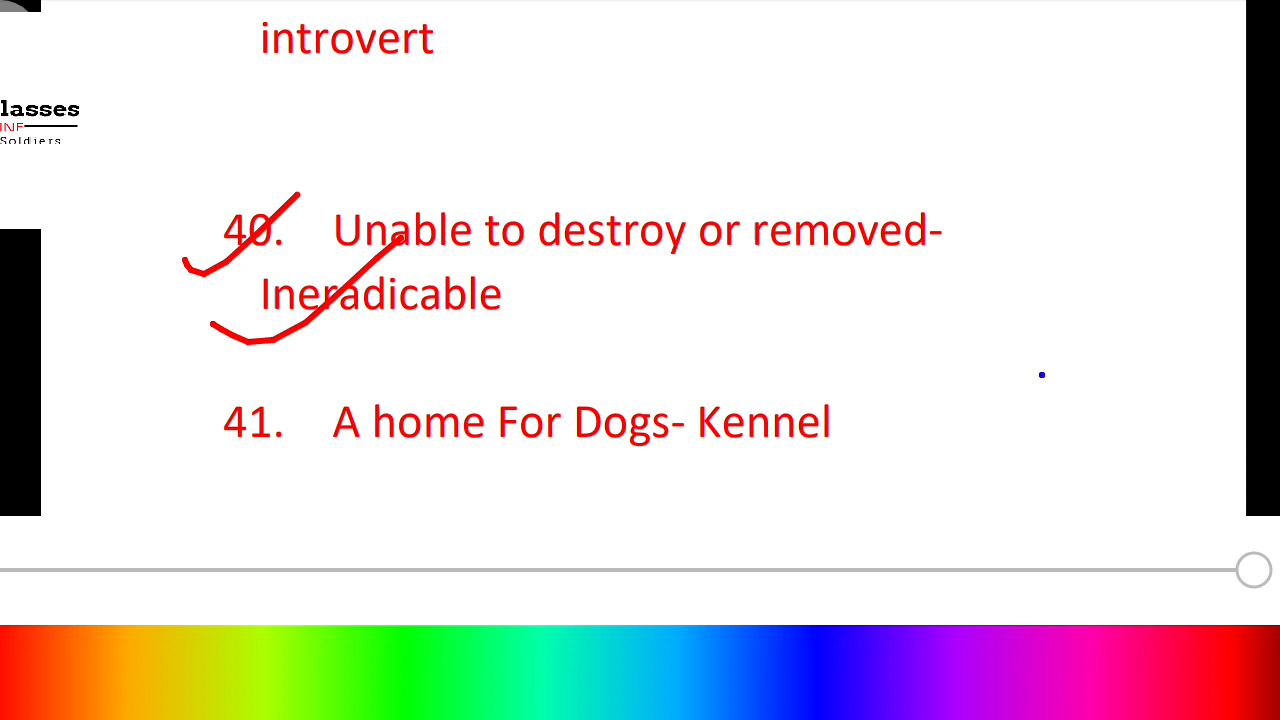 introvert
lasses
INF
Soldiers
40. Unable to destroy or removed-
Ineradicable
41. A home For Dogs- Kennel